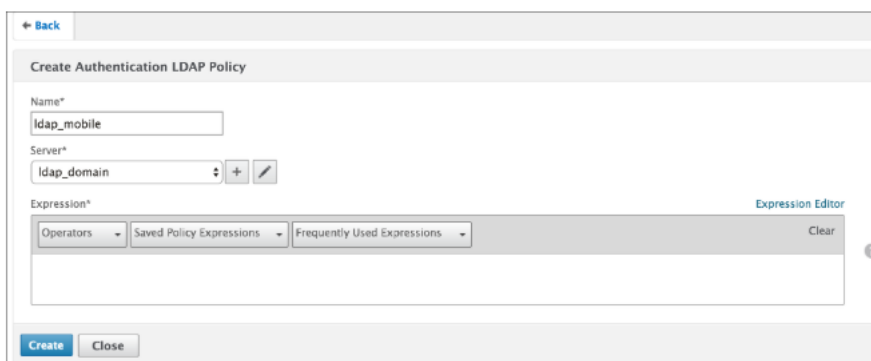 Back
Create Authentication LDAP Policy
Name*
ldap_mobile
Server*
ldap_domain
Expression* Expression Editor
Operators Saved Policy Expressions Frequently Used Expressions Clear
Create Close